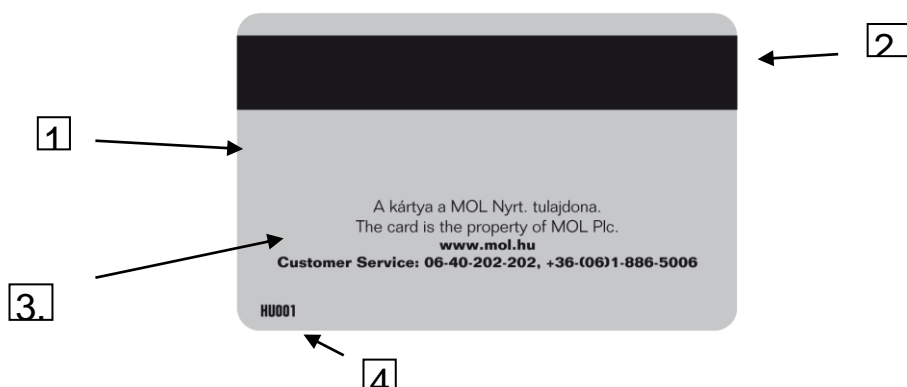 2
1
A kártya a MOL Nyrt. tulajdona.
The card is the property of MOL Plc.
www.mol.hu
Customer Service: 06-40-202-202, +36-(06)1-886-5006
3.
HU001
4